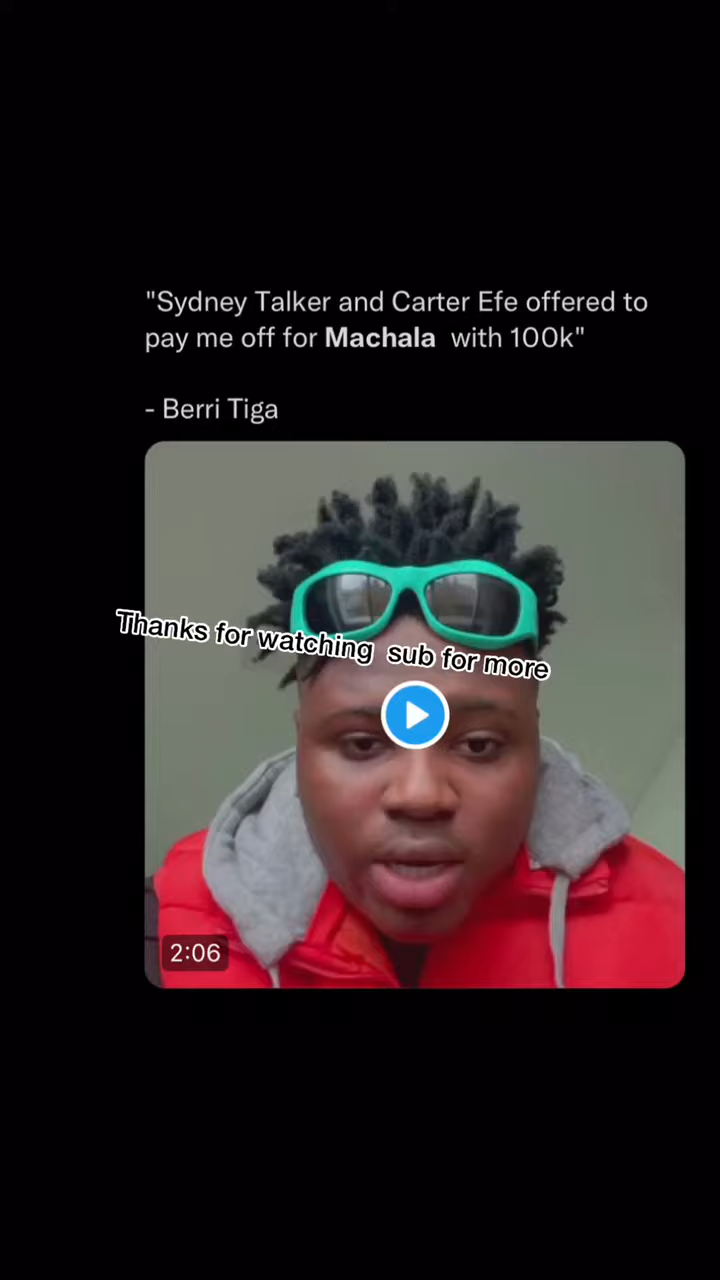 "Sydney Talker and Carter Efe offered to
pay me off for Machala with 100k"
- Berri Tiga
Thanks for watching sub for more
2:06